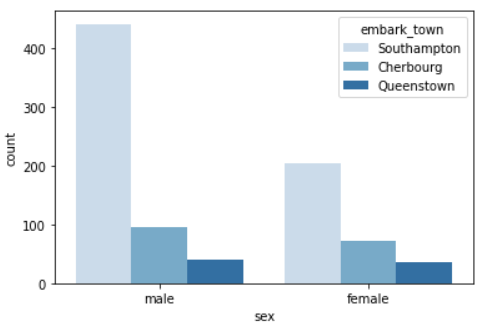 embark_town
Southampton
Cherbourg
Queenstown
400
300
200
100
0
count
male female
sex